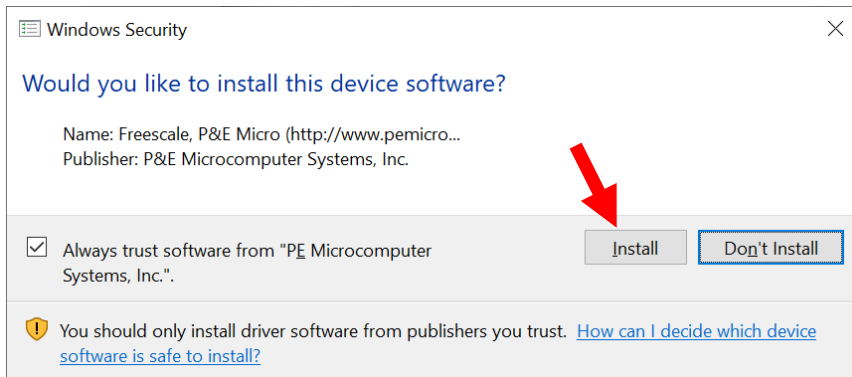 Windows Security
Would you like to install this device software?
Name: Freescale, P&E Micro (http://www.pemicro...
Publisher: P&E Microcomputer Systems, Inc.
Always trust software from "PE Microcomputer
Systems, Inc.".
Install
Don't Install
You should only install driver software from publishers you trust. How can I decide which device
software is safe to install?